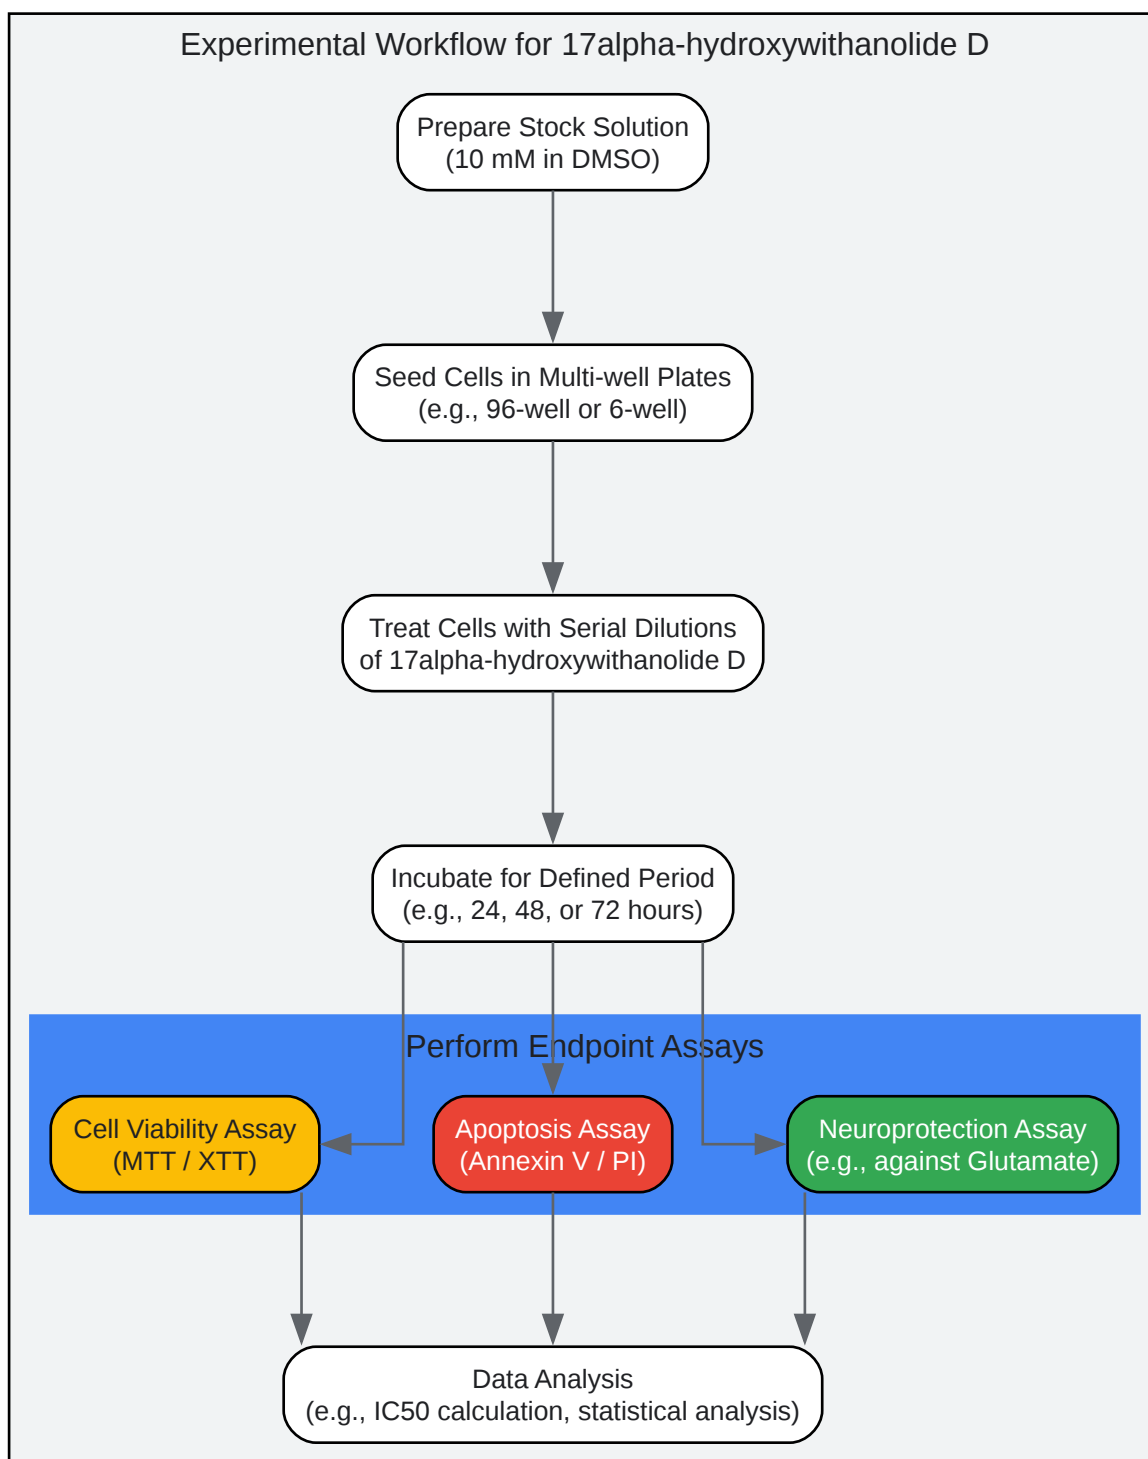 Experimental Workflow for 17alpha-hydroxywithanolide D
Prepare Stock Solution
(10 mM in DMSO)
Seed Cells in Multi-well Plates
(e.g., 96-well or 6-well)
Treat Cells with Serial Dilutions
of 17alpha-hydroxywithanolide D
Incubate for Defined Period
(e.g., 24, 48, or 72 hours)
Perform Endpoint Assays
Cell Viability Assay
(MTT / XTT)
Apoptosis Assay
(Annexin V / PI)
Neuroprotection Assay
(e.g., against Glutamate)
Data Analysis
(e.g., IC50 calculation, statistical analysis)